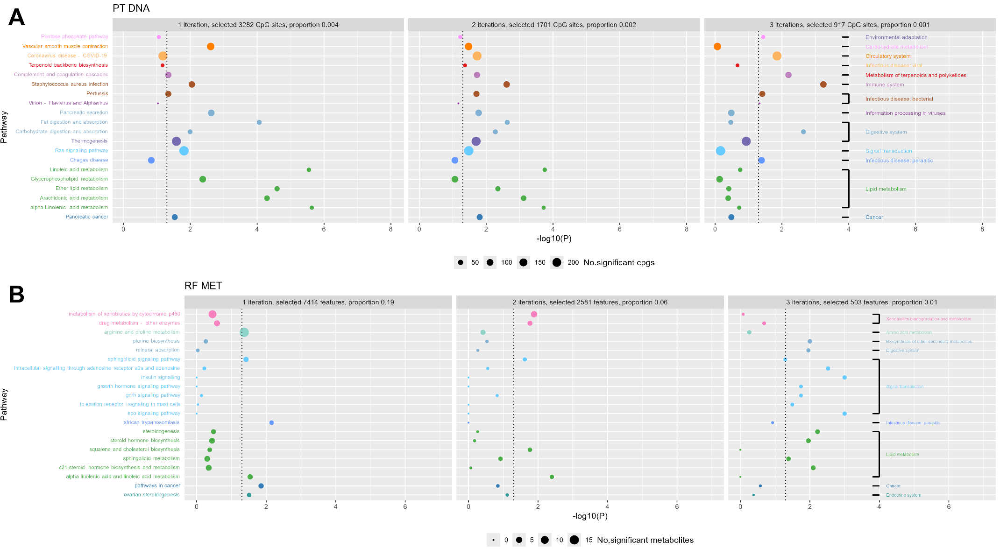 A
PT DNA
1 iteration, selected 3282 CpG sites, proportion 0.004
2 iterations, selected 1701 CpG sites, proportion 0.002
3 iterations, selected 917 CpG sites, proportion 0.001
Pathway
Pentose phosphate pathway
Vascular smooth muscle contraction
Coronavirus disease - COVID-19
Terpenoid backbone biosynthesis
Complement and coagulation cascades
Staphylococcus aureus infection
Pertussis
Virion - Flavivirus and Alphavirus
Pancreatic secretion
Fat digestion and absorption
Carbohydrate digestion and absorption
Thermogenesis
Ras signaling pathway
Chagas disease
Linoleic acid metabolism
Glycerophospholipid metabolism
Ether lipid metabolism
Arachidonic acid metabolism
alpha-Linolenic acid metabolism
Pancreatic cancer
Environmental adaptation
Carbohydrate metabolism
Circulatory system
Infectious disease: viral
Metabolism of terpenoids and polyketides
Immune system
Infectious disease: bacterial
Information processing in viruses
Digestive system
Signal transduction
Infectious disease: parasitic
Lipid metabolism
Cancer
0 2 4 6 8
0 2 4 6 8
0 2 4 6 8
-log10(P)
50 100 150 200 No.significant cpgs
B
RF MET
1 iteration, selected 7414 features, proportion 0.19
2 iterations, selected 2581 features, proportion 0.06
3 iterations, selected 503 features, proportion 0.01
Pathway
metabolism of xenobiotics by cytochrome p450
drug metabolism - other enzymes
arginine and proline metabolism
pterine biosynthesis
mineral absorption
sphingolipid signaling pathway
Intracellular signalling through adenosine receptor a2a and adenosine
insulin signalling
growth hormone signaling pathway
gnrh signaling pathway
fc epsilon receptor i signaling in mast cells
epo signaling pathway
african trypanosomiasis
steroidogenesis
steroid hormone biosynthesis
squalene and cholesterol biosynthesis
sphingolipid metabolism
c21-steroid hormone biosynthesis and metabolism
alpha linolenic acid and linoleic acid metabolism
pathways in cancer
ovarian steroidogenesis
Xenobiotics biodegradation and metabolism
Amino acid metabolism
Biosynthesis of other secondary metabolites
Digestive system
Signal transduction
Infectious disease: parasitic
Lipid metabolism
Cancer
Endocrine system
0 2 4 6
0 2 4 6
0 2 4 6
-log10(P)
0 5 10 15 No.significant metabolites